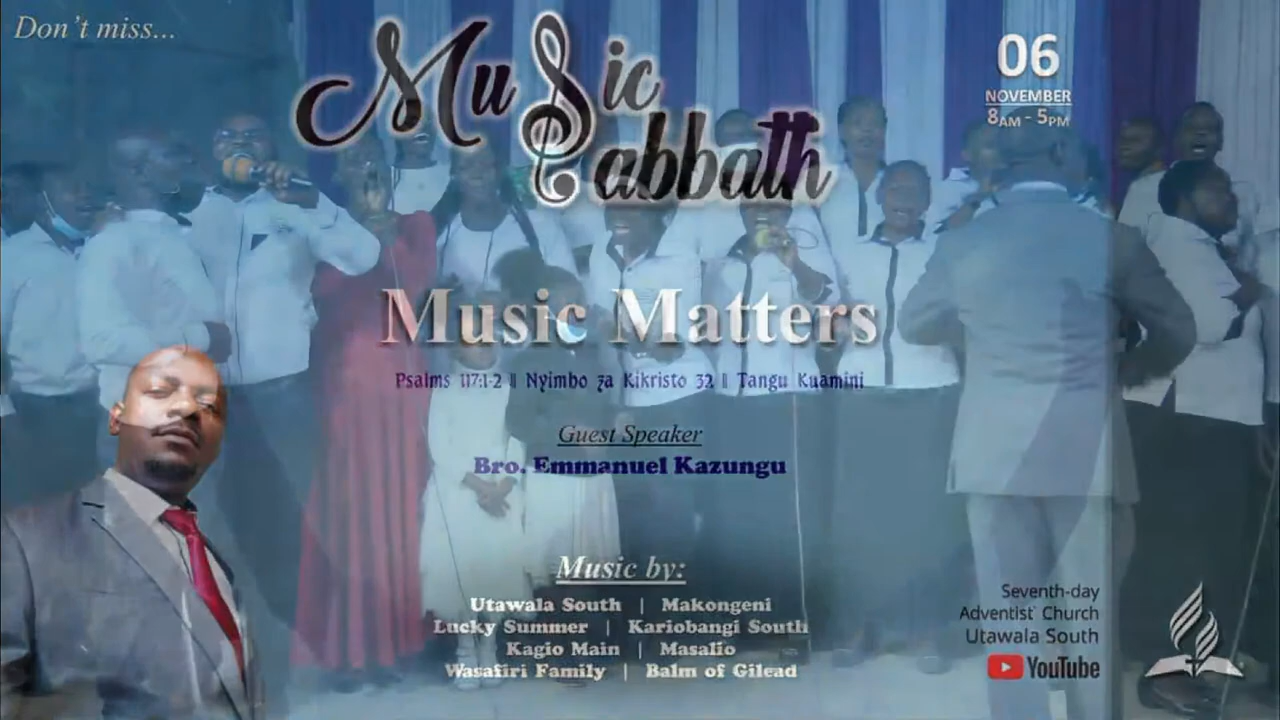 Don't miss...
Music
Sabbath
06
NOVEMBER
8AM - 5PM
Music Matters
Psalms 117:1-2 || Nyimbo za Kikristo 32 || Tangu Kuamini
Guest Speaker
Bro. Emmanuel Kazungu
Music by:
Utawala South | Makongeni
Lucky Summer | Kariobangi South
Kagio Main | Masalio
Wasafiri Family | Balm of Gilead
Seventh-day
Adventist Church
Utawala South
YouTube